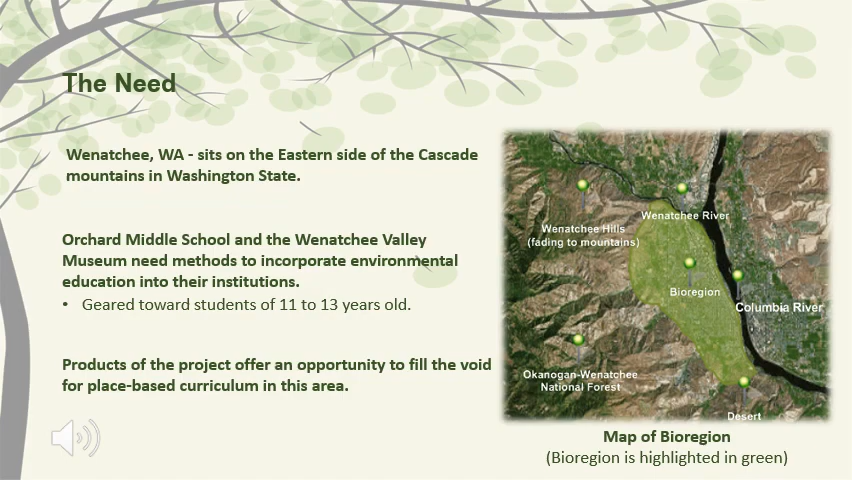 The Need
Wenatchee, WA - sits on the Eastern side of the Cascade
mountains in Washington State.
Orchard Middle School and the Wenatchee Valley
Museum need methods to incorporate environmental
education into their institutions.
• Geared toward students of 11 to 13 years old.
Products of the project offer an opportunity to fill the void
for place-based curriculum in this area.
Wenatchee River
Wenatchee Hills
(fading to mountains)
Bioregion
Columbia River
Okanogan-Wenatchee
National Forest
Desert
Map of Bioregion
(Bioregion is highlighted in green)